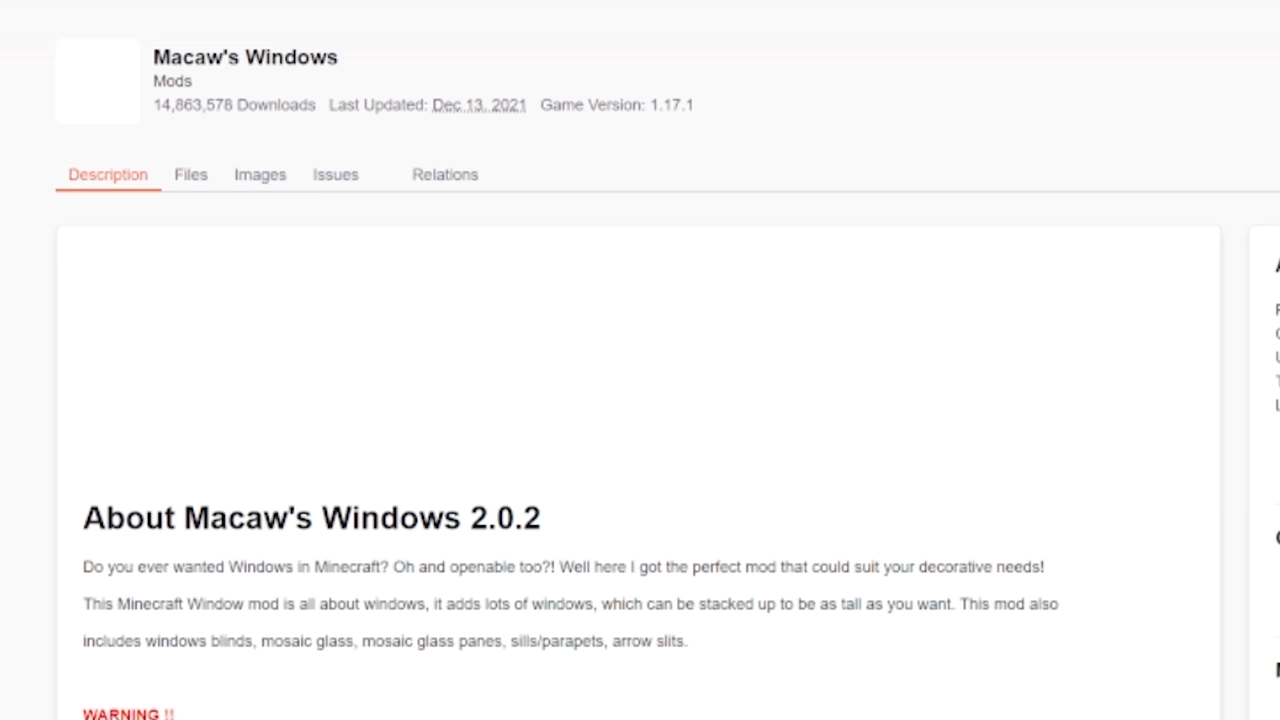 Macaw's Windows
Mods
14,863,578 Downloads Last Updated: Dec 13, 2021 Game Version: 1.17.1
Description Files Images Issues Relations
About Macaw's Windows 2.0.2
Do you ever wanted Windows in Minecraft? Oh and openable too?! Well here I got the perfect mod that could suit your decorative needs!
This Minecraft Window mod is all about windows, it adds lots of windows, which can be stacked up to be as tall as you want. This mod also
includes windows blinds, mosaic glass, mosaic glass panes, sills/parapets, arrow slits.
WARNING !!